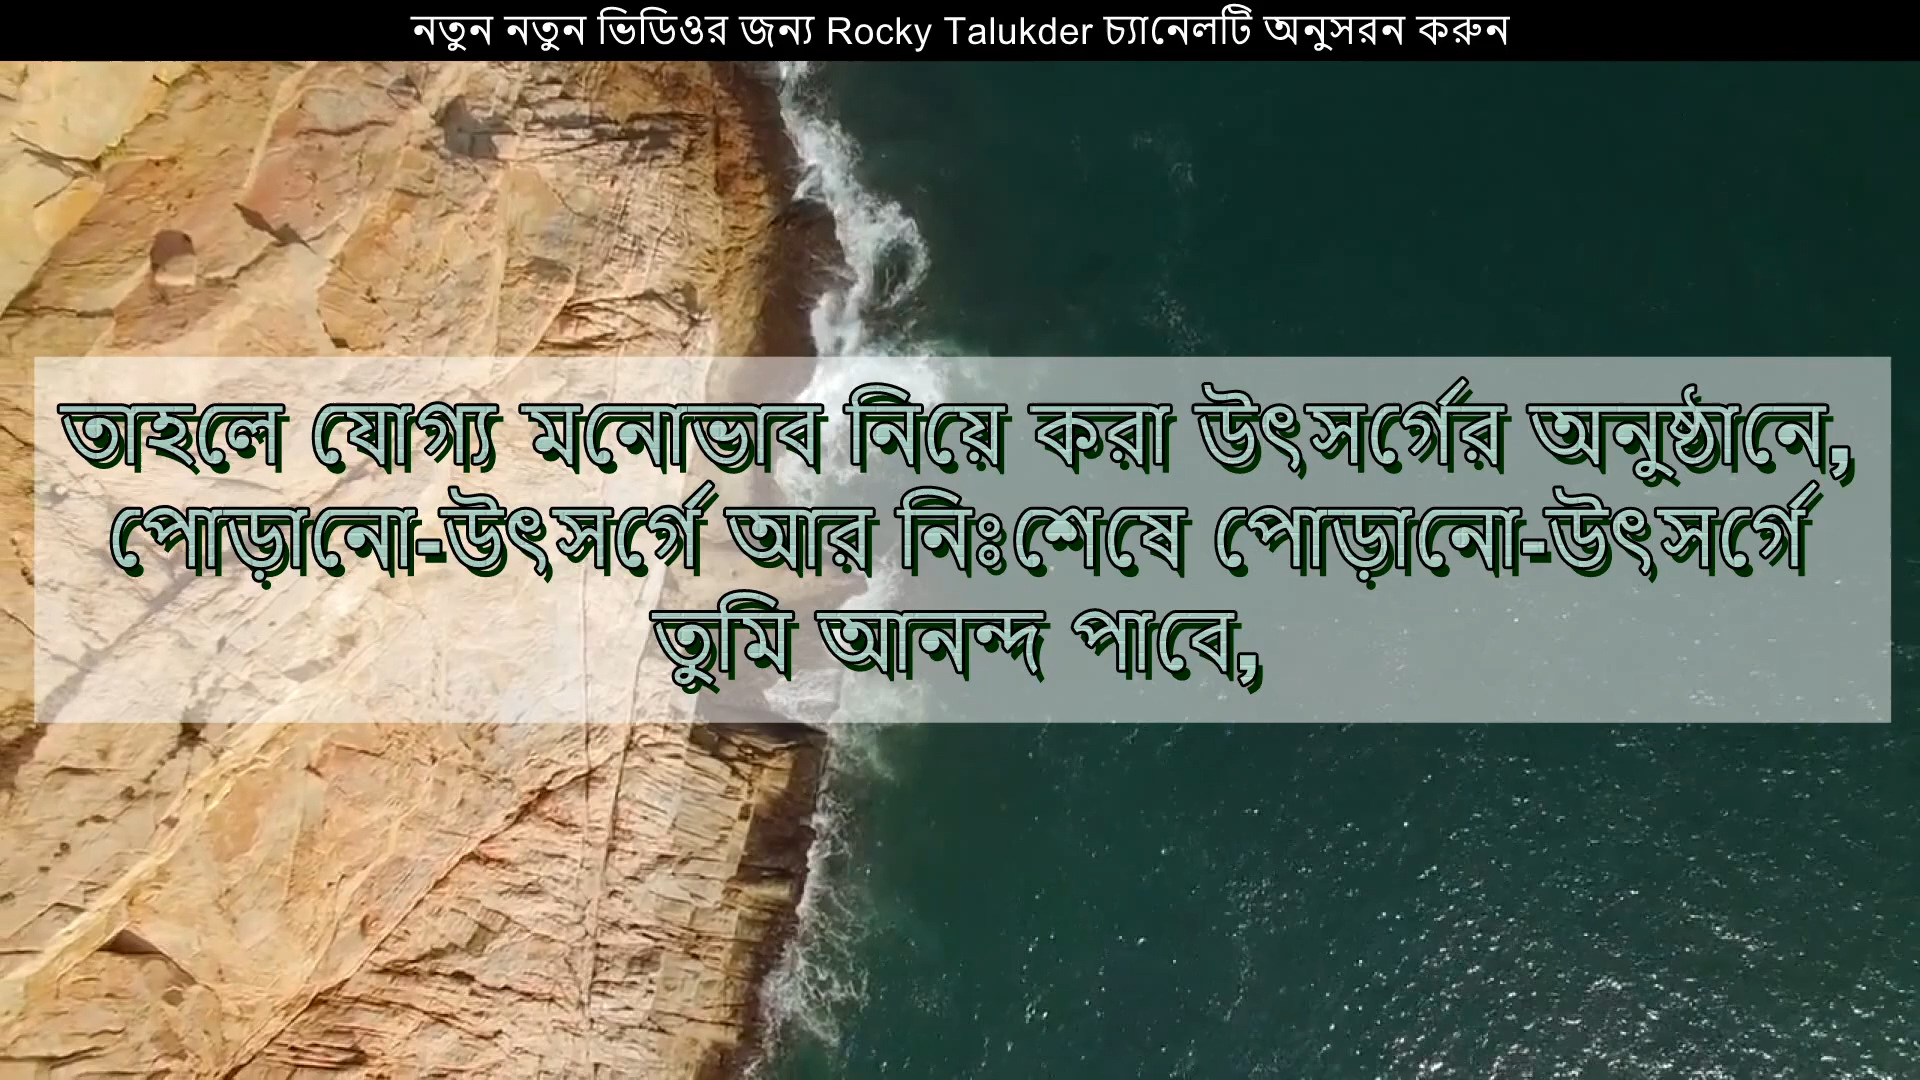 নতুন নতুন ভিডিওর জন্য Rocky Talukder চ্যানেলটি অনুসরন করুন
তাহলে যোগ্য মনোভাব নিয়ে করা উৎসর্গের অনুষ্ঠানে,
পোড়ানো-উৎসর্গে আর নিঃশেষে পোড়ানো-উৎসর্গে
তুমি আনন্দ পাবে,